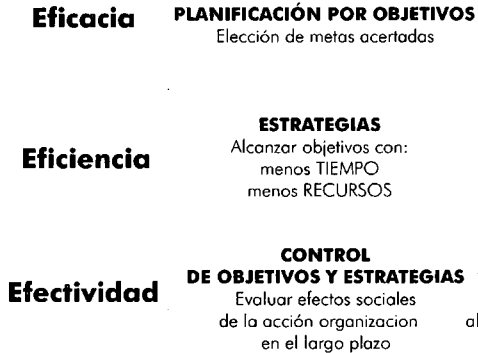 Eficacia
PLANIFICACIÓN POR OBJETIVOS
Elección de metas acertadas
Eficiencia
ESTRATEGIAS
Alcanzar objetivos con:
menos TIEMPO
menos RECURSOS
Efectividad
CONTROL
DE OBJETIVOS Y ESTRATEGIAS
Evaluar efectos sociales
de la acción organizacion al
en el largo plazo